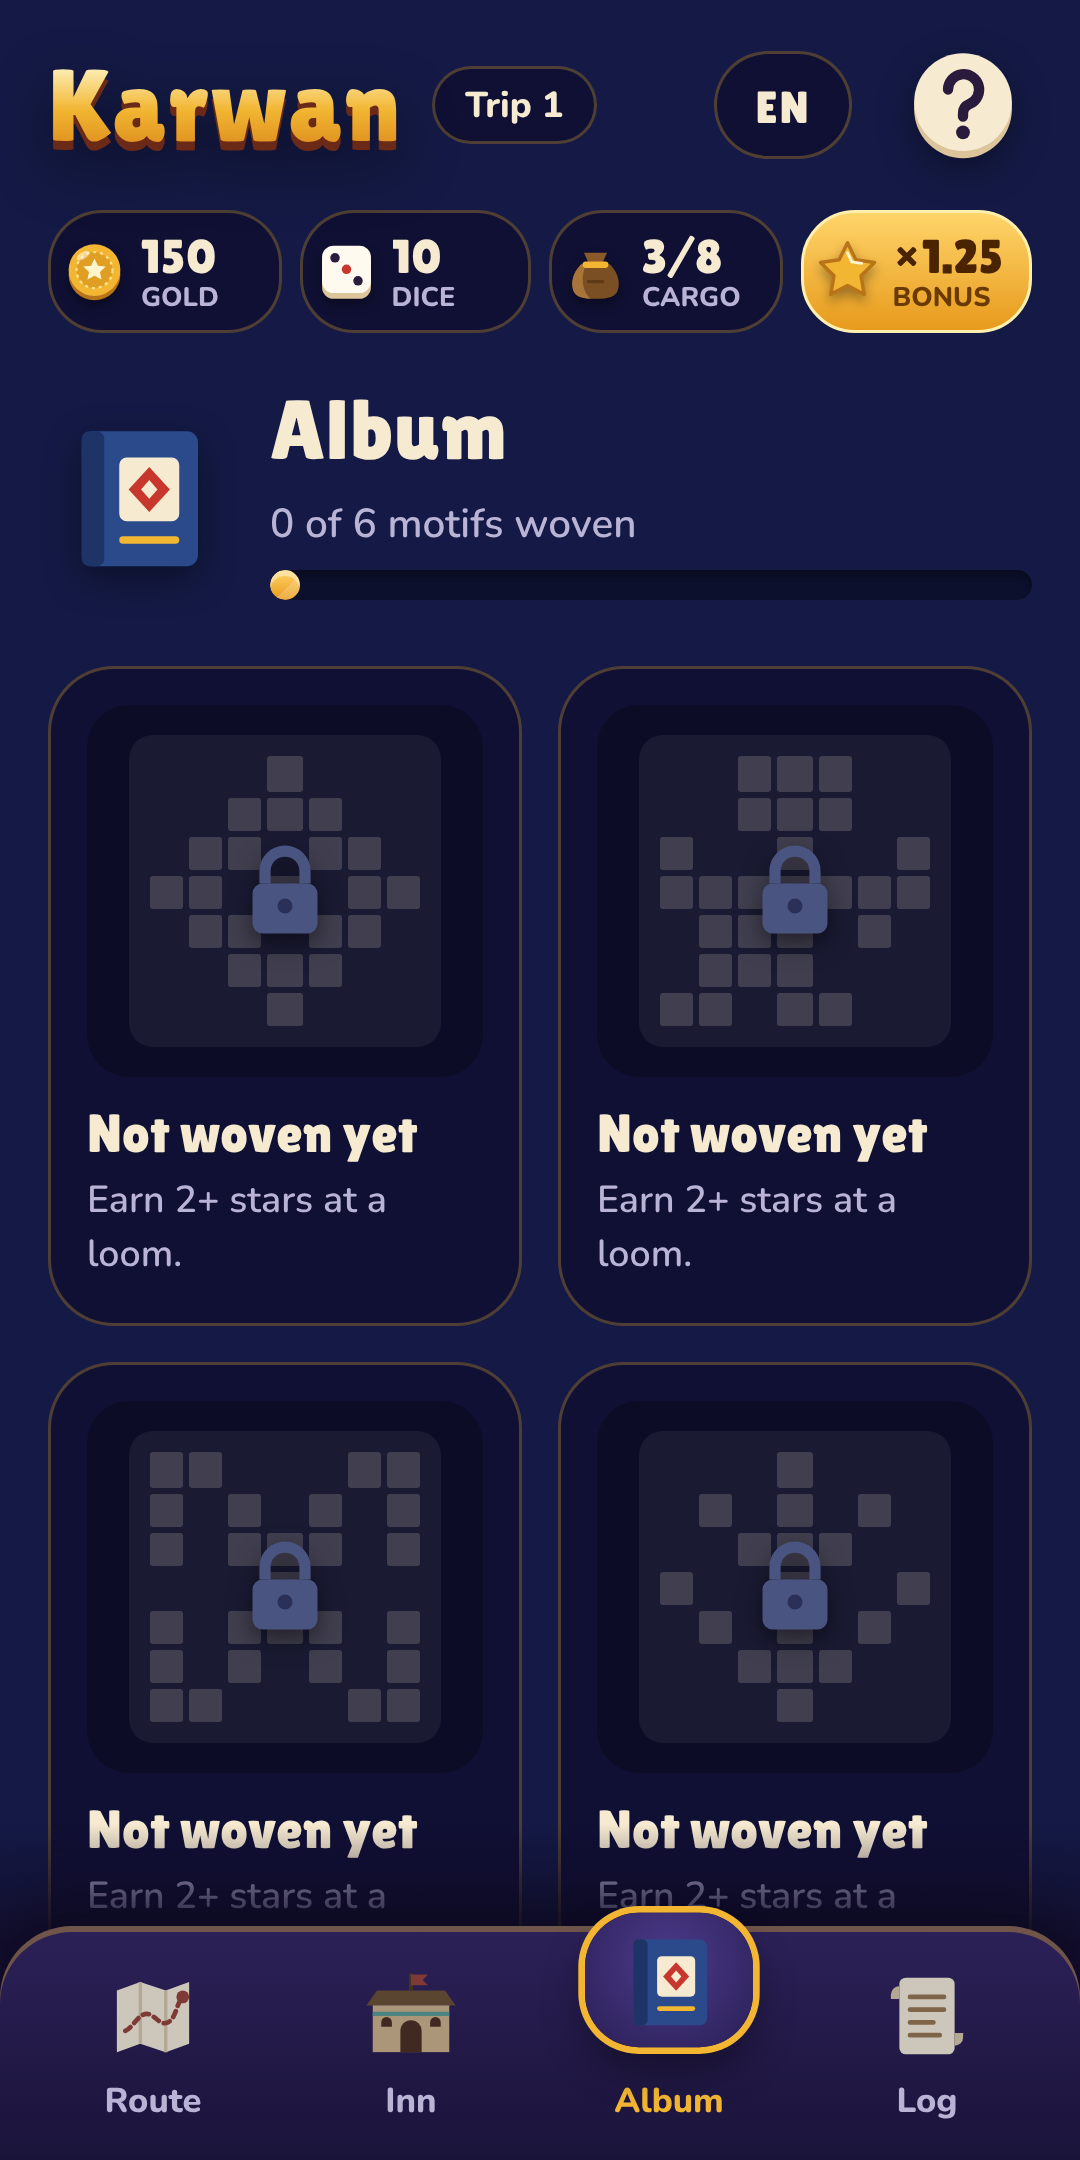 Karwan
Trip 1
EN
?
150
GOLD
10
DICE
3/8
CARGO
×1.25
BONUS
Album
0 of 6 motifs woven
Not woven yet
Earn 2+ stars at a
loom.
Not woven yet
Earn 2+ stars at a
loom.
Not woven yet
Earn 2+ stars at a
Not woven yet
Earn 2+ stars at a
Route
Inn
Album
Log